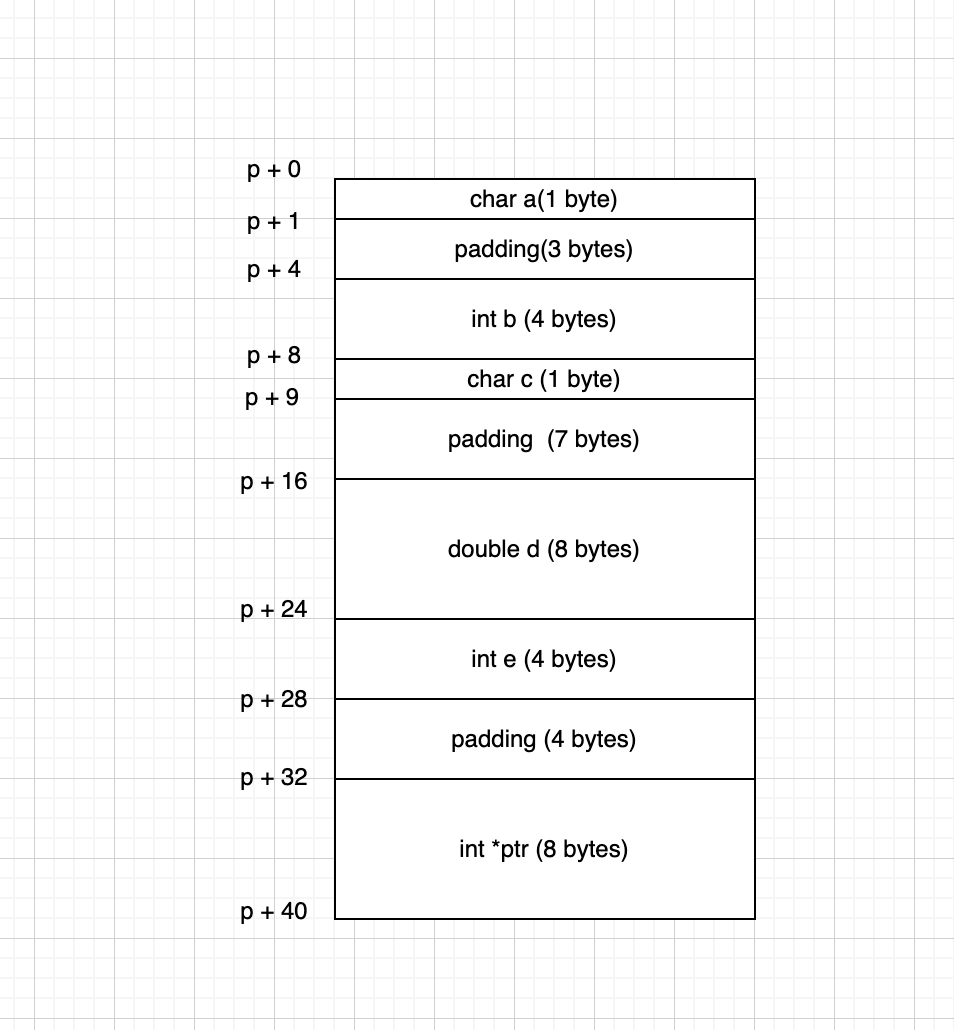 p + 0
char a(1 byte)
p + 1
padding(3 bytes)
p + 4
int b (4 bytes)
p + 8
char c (1 byte)
p + 9
padding  (7 bytes)
p + 16
double d (8 bytes)
p + 24
int e (4 bytes)
p + 28
padding (4 bytes)
p + 32
int *ptr (8 bytes)
p + 40